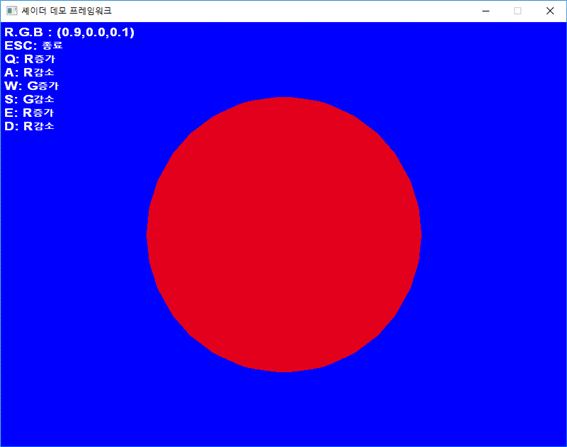 셰이더 데모 프레임워크
R.G.B : (0.9,0.0,0.1)
ESC: 종료
Q: R증가
A: R감소
W: G증가
S: G감소
E: R증가
D: R감소